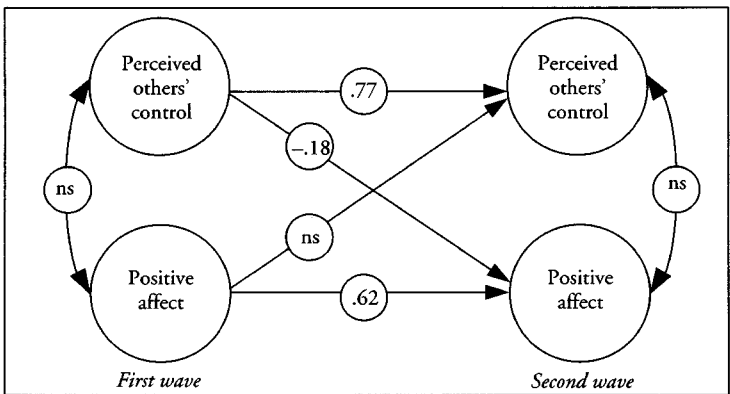 Perceived
others'
control
.77
Perceived
others'
control
–.18
ns
ns
ns
Positive
affect
.62
Positive
affect
First wave
Second wave